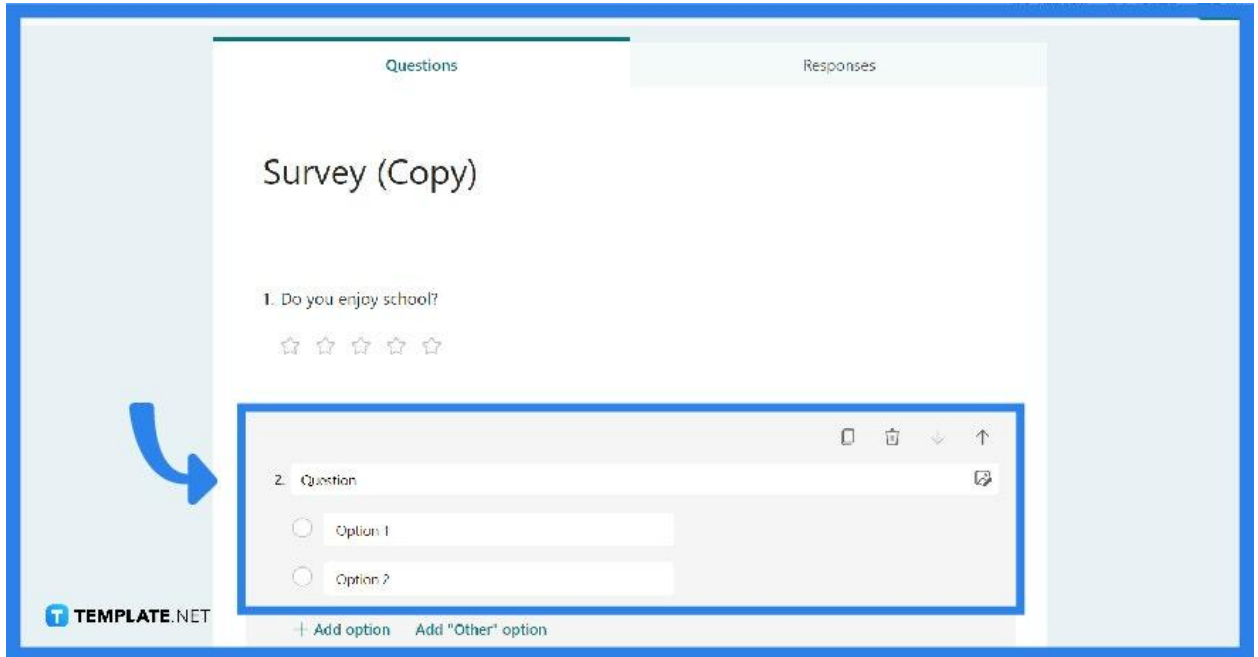 Questions
Responses
Survey (Copy)
1. Do you enjoy school?
2. Question
Option 1
Option 2
TEMPLATE.NET
+ Add option Add "Other" option